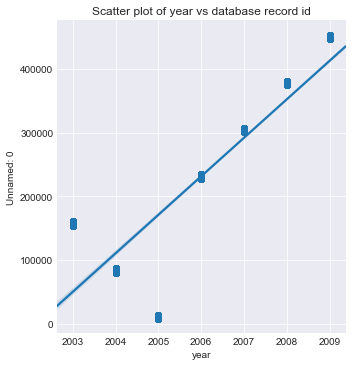 Scatter plot of year vs database record id
Unnamed: 0
400000
300000
200000
100000
0
2003 2004 2005 2006 2007 2008 2009
year